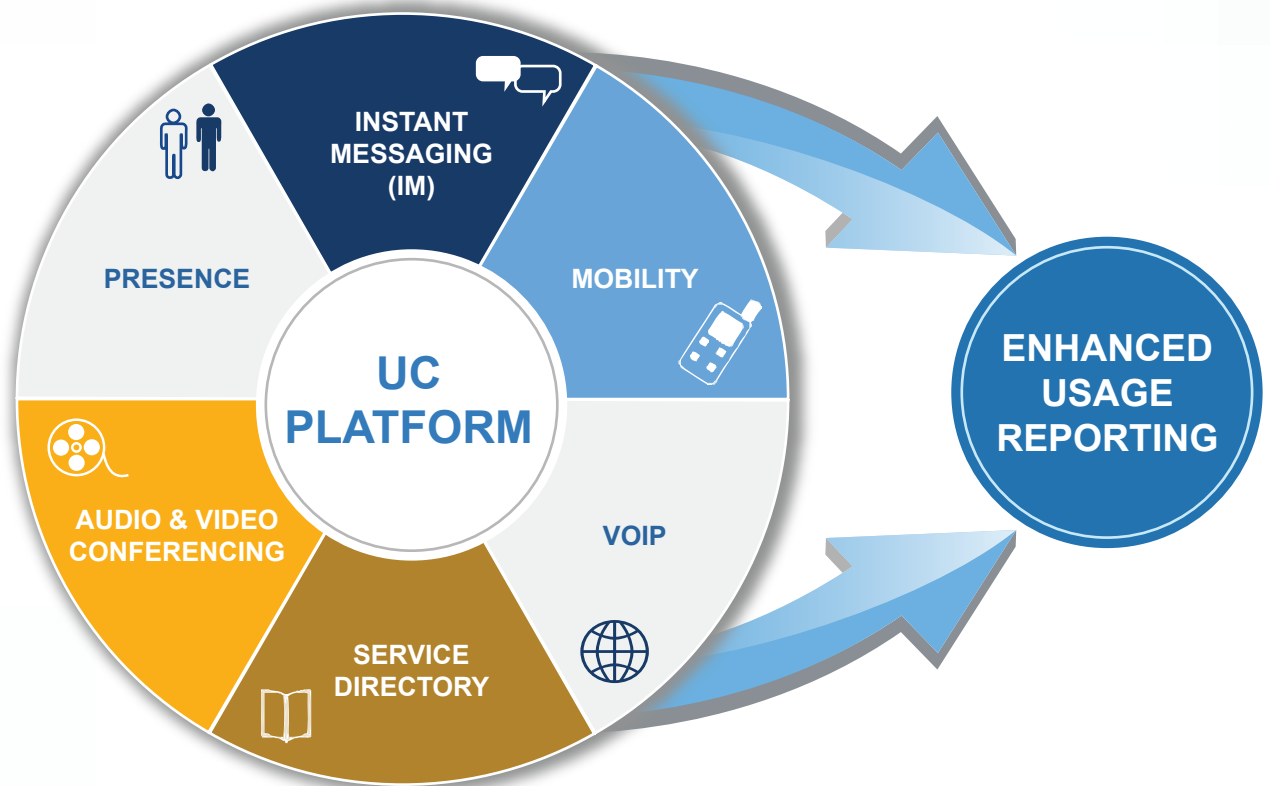 INSTANT
MESSAGING
(IM)
PRESENCE
MOBILITY
UC
PLATFORM
ENHANCED
USAGE
REPORTING
AUDIO & VIDEO
CONFERENCING
VOIP
SERVICE
DIRECTORY